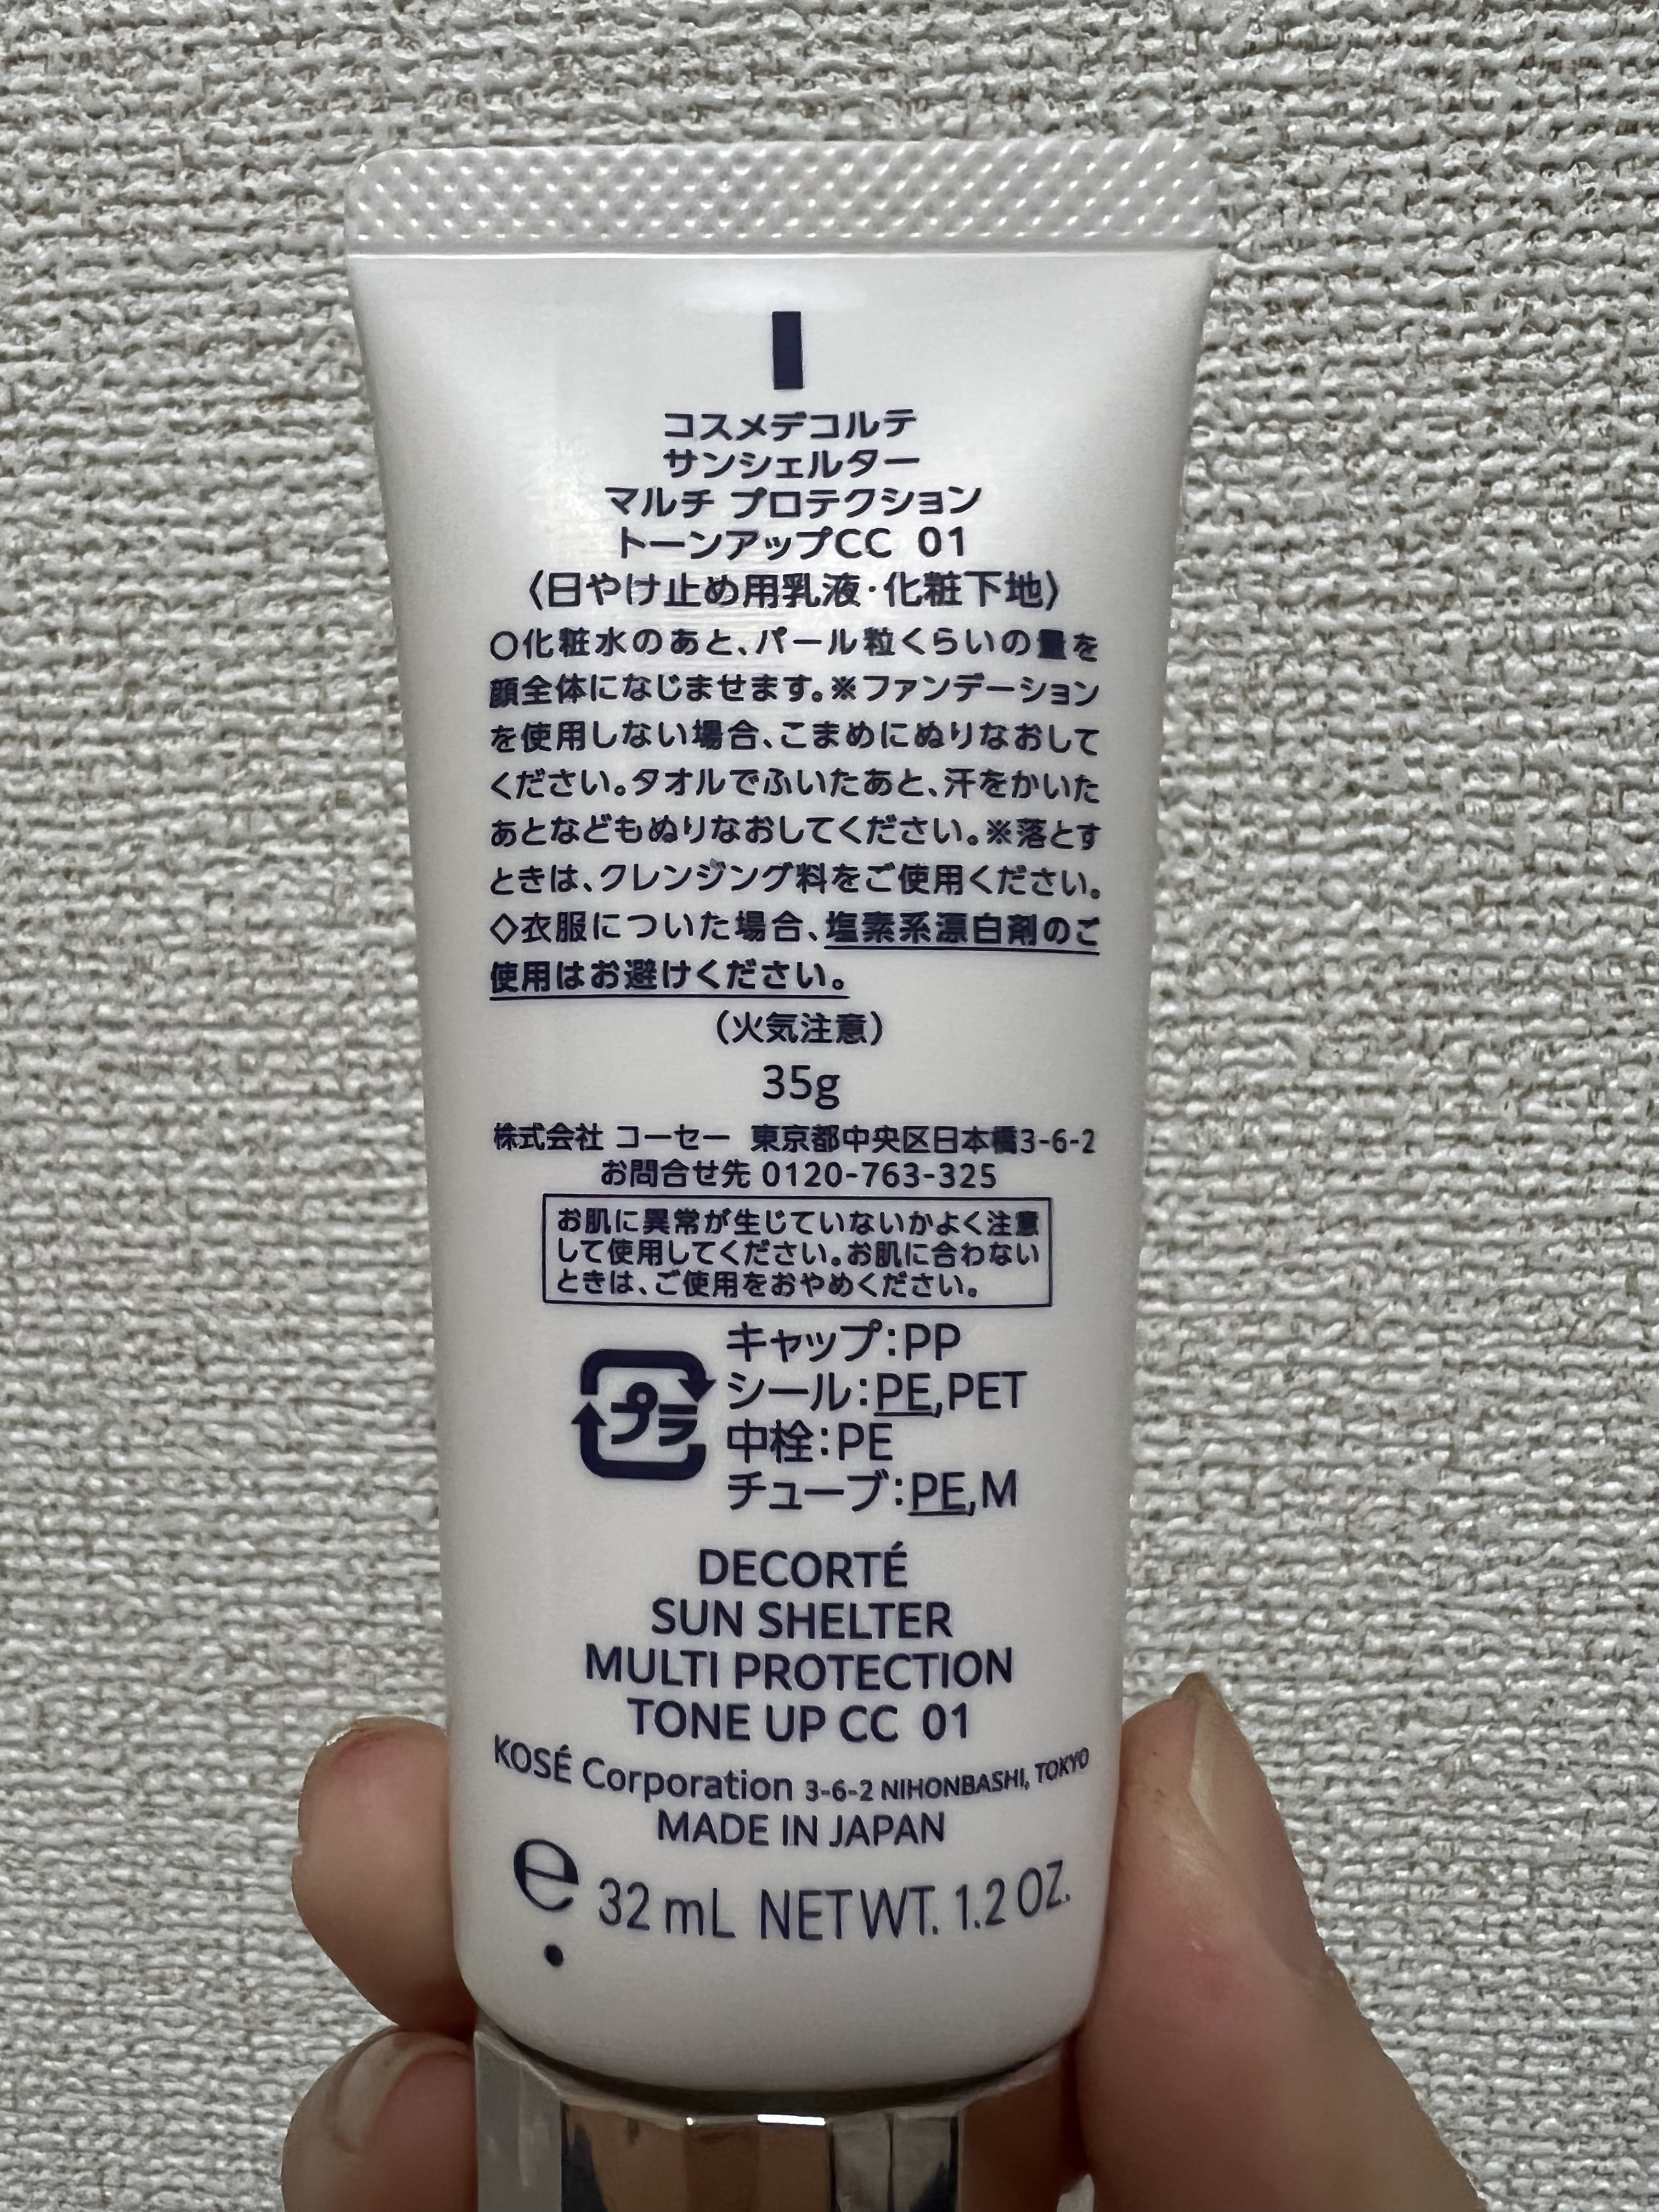 コスメデコルテ
サンシェルター
マルチ プロテクション
トーンアップCC 01
〈日やけ止め用乳液・化粧下地〉
○化粧水のあと、パール粒くらいの量を
顔全体になじませます。※ファンデーション
を使用しない場合、こまめにぬりなおして
ください。タオルでふいたあと、汗をかいた
あとなどもぬりなおしてください。※落とす
ときは、クレンジング料をご使用ください。
◇衣服についた場合、塩素系漂白剤のご
使用はお避けください。
(火気注意)
35g
株式会社 コーセー 東京都中央区日本橋3-6-2
お問合せ先 0120-763-325
お肌に異常が生じていないかよく注意
して使用してください。お肌に合わない
ときは、ご使用をおやめください。
プラ
キャップ:PP
シール:PE,PET
中栓:PE
チューブ:PE,M
DECORTÉ
SUN SHELTER
MULTI PROTECTION
TONE UP CC 01
KOSÉ Corporation 3-6-2 NIHONBASHI, TOKYO
MADE IN JAPAN
e 32 mL NET WT. 1.2 OZ.